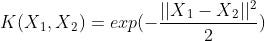 K(X_1, X_2) = exp(-\frac{||X_1 - X_2||^2}{2})